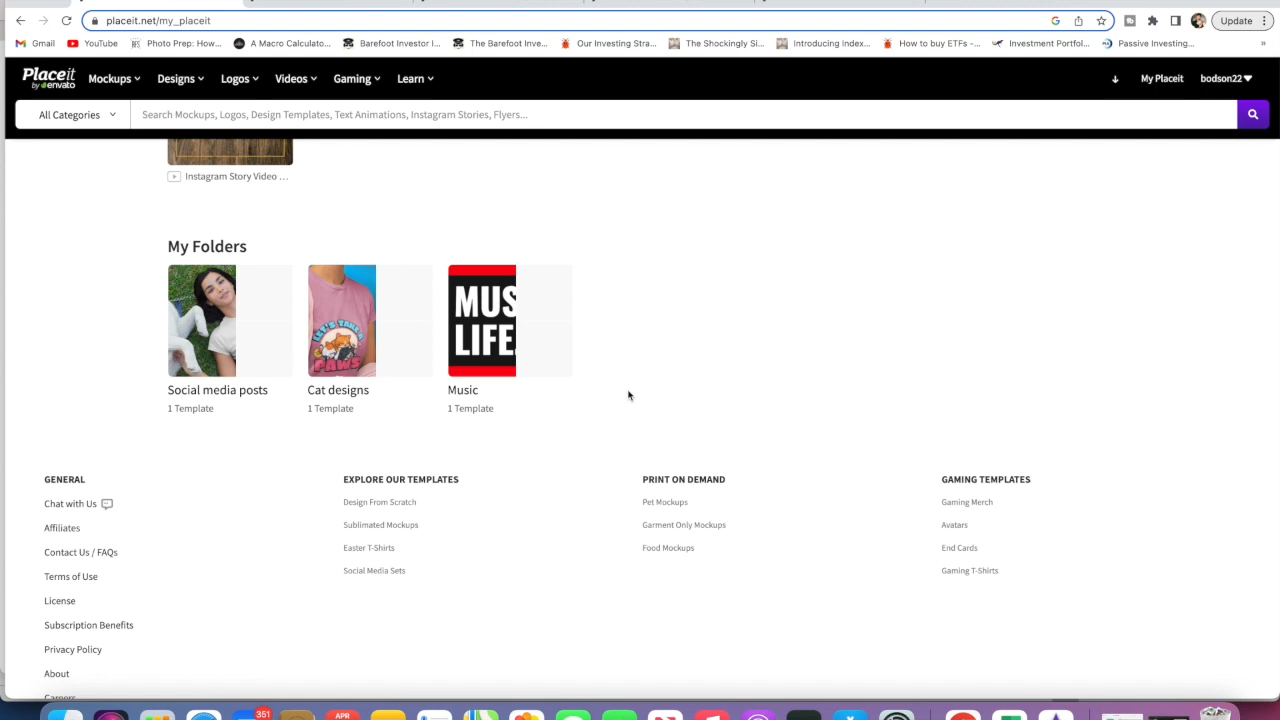 placeit.net/my_placeit
Update
Gmail
YouTube
Photo Prep: How...
A Macro Calculato...
Barefoot Investor I...
The Barefoot Inve...
Our Investing Stra...
The Shockingly Si...
Introducing Index...
How to buy ETFs -...
Investment Portfol...
Passive Investing...
»
Placeit
by envato
Mockups
Designs
Logos
Videos
Gaming
Learn
My Placeit
bodson22
All Categories
Search Mockups, Logos, Design Templates, Text Animations, Instagram Stories, Flyers...
Instagram Story Video ...
My Folders
LET'S TOUCH
PAWS
MUS
LIFE
Social media posts
Cat designs
Music
1 Template
1 Template
1 Template
GENERAL
Chat with Us
Affiliates
Contact Us / FAQs
Terms of Use
License
Subscription Benefits
Privacy Policy
About
Careers
EXPLORE OUR TEMPLATES
Design From Scratch
Sublimated Mockups
Easter T-Shirts
Social Media Sets
PRINT ON DEMAND
Pet Mockups
Garment Only Mockups
Food Mockups
GAMING TEMPLATES
Gaming Merch
Avatars
End Cards
Gaming T-Shirts
351
APR